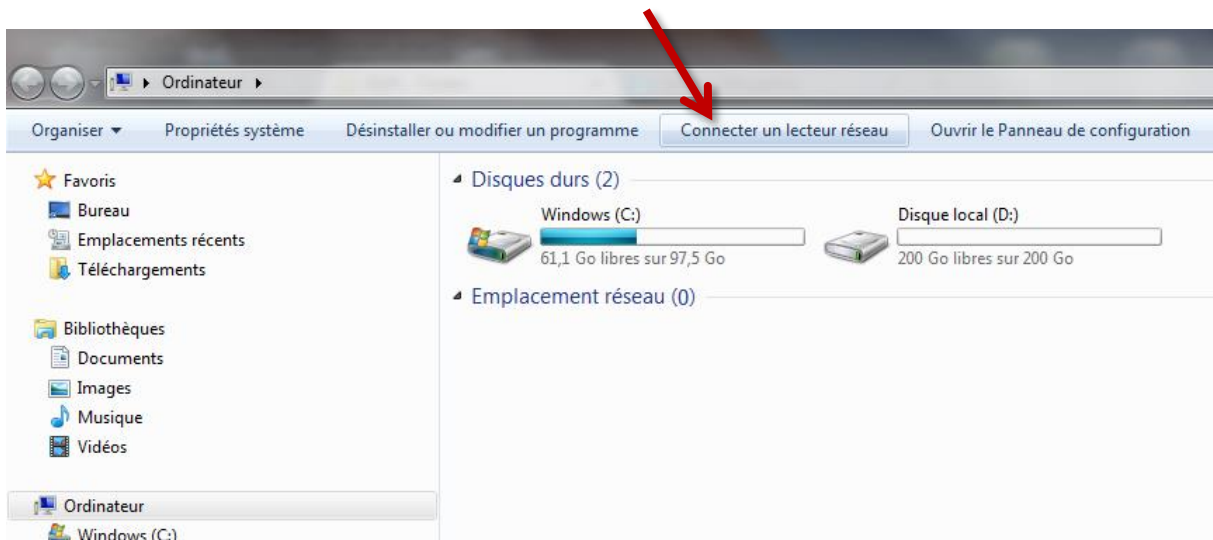 Ordinateur
Organiser Propriétés système Désinstaller ou modifier un programme Connecter un lecteur réseau Ouvrir le Panneau de configuration
Favoris
Bureau
Emplacements récents
Téléchargements
Bibliothèques
Documents
Images
Musique
Vidéos
Ordinateur
Windows (C:)
Disques durs (2)
Windows (C:)
61,1 Go libres sur 97,5 Go
Disque local (D:)
200 Go libres sur 200 Go
Emplacement réseau (0)